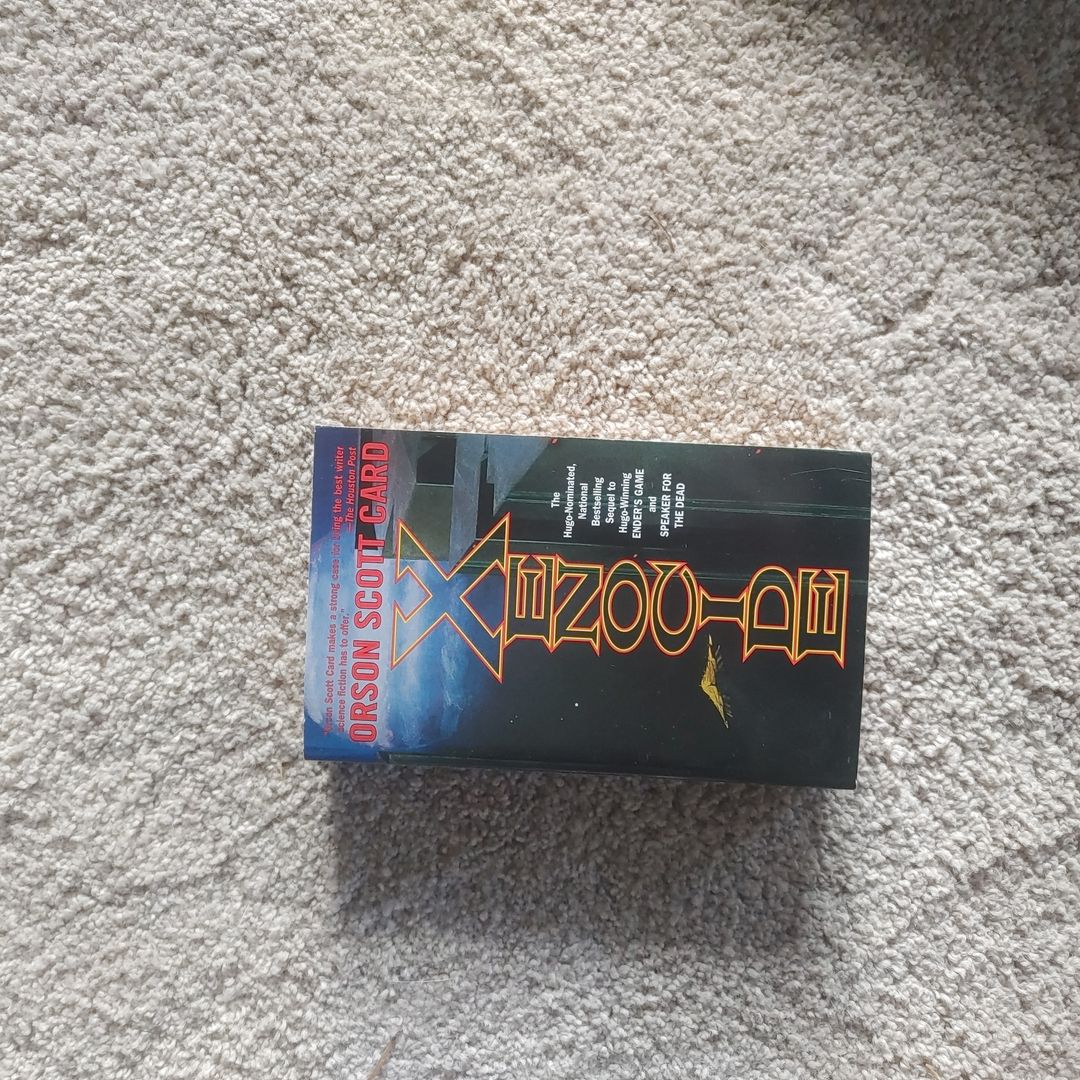 "Orson Scott Card makes a strong case for being the best writer
science fiction has to offer."
—The Houston Post
ORSON SCOTT CARD
XENOCIDE
The
Hugo-Nominated,
National
Bestselling
Sequel to
Hugo-Winning
ENDER'S GAME
and
SPEAKER FOR
THE DEAD